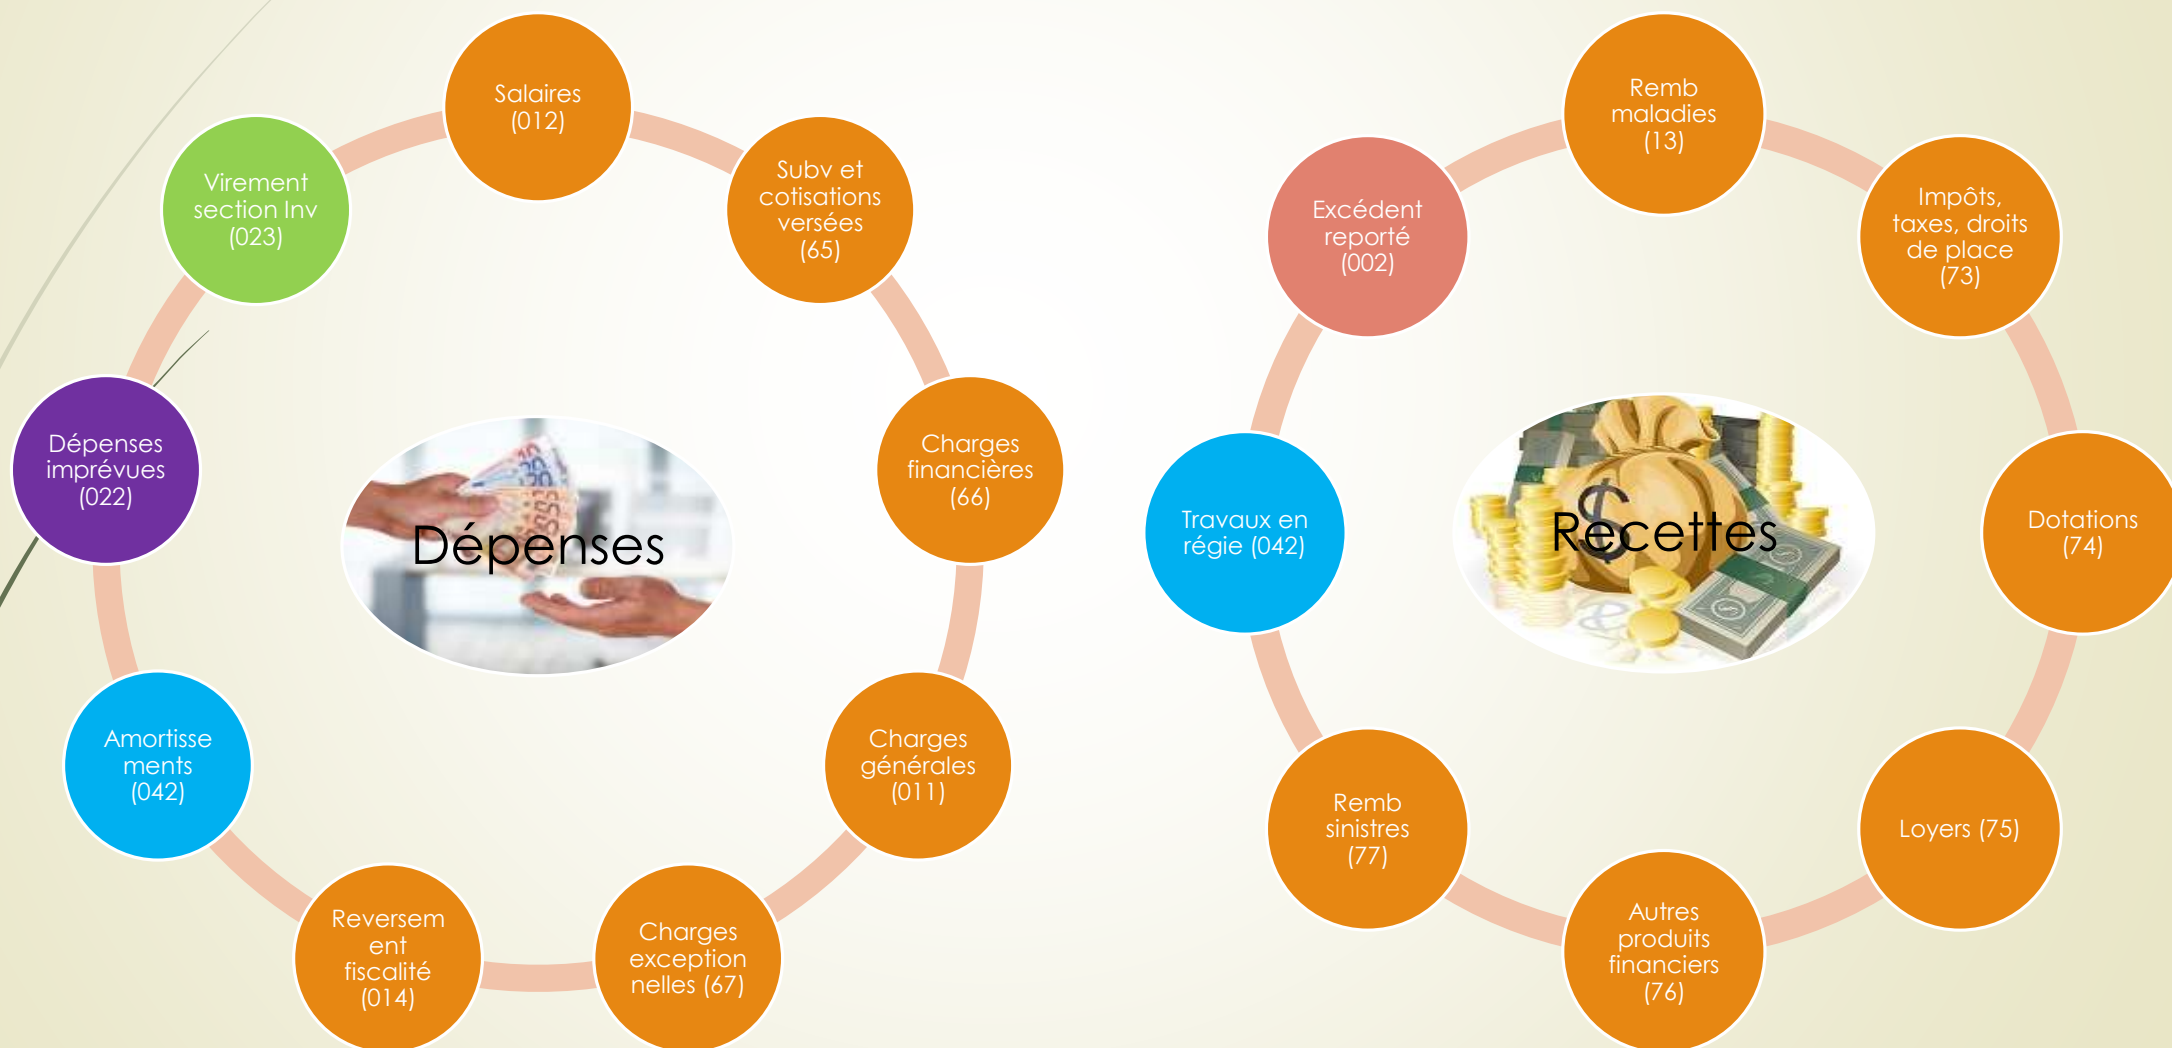 Salaires
(012)
Subv et
cotisations
versées
(65)
Charges
financières
(66)
Charges
générales
(011)
Charges
exception
nelles (67)
Reversem
ent
fiscalité
(014)
Amortisse
ments
(042)
Dépenses
imprévues
(022)
Virement
section Inv
(023)
Dépenses
Remb
maladies
(13)
Impôts,
taxes, droits
de place
(73)
Dotations
(74)
Loyers (75)
Autres
produits
financiers
(76)
Remb
sinistres
(77)
Travaux en
régie (042)
Excédent
reporté
(002)
Recettes